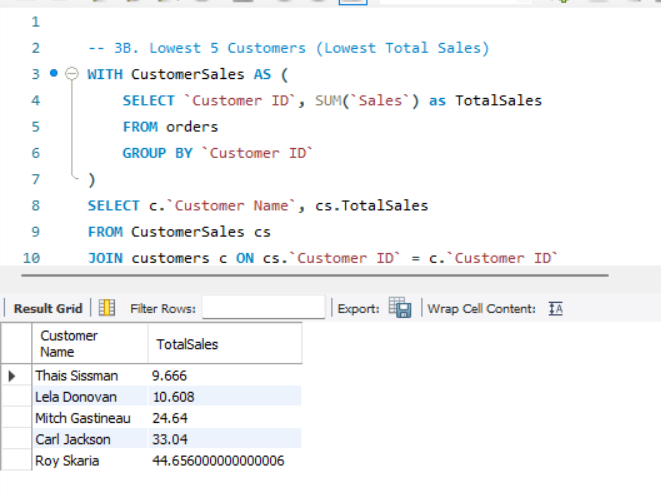 1
2 -- 3B. Lowest 5 Customers (Lowest Total Sales)
3 WITH CustomerSales AS (
4 SELECT `Customer ID`, SUM(`Sales`) as TotalSales
5 FROM orders
6 GROUP BY `Customer ID`
7 )
8 SELECT c.`Customer Name`, cs.TotalSales
9 FROM CustomerSales cs
10 JOIN customers c ON cs.`Customer ID` = c.`Customer ID`
Result Grid Filter Rows: Export: Wrap Cell Content: IA
Customer Name TotalSales
Thais Sissman 9.666
Lela Donovan 10.608
Mitch Gastineau 24.64
Carl Jackson 33.04
Roy Skaria 44.656000000000006